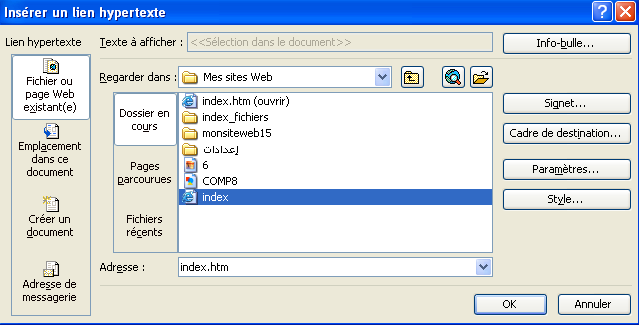 Insérer un lien hypertexte
Lien hypertexte
Texte à afficher :
<<Sélection dans le document>>
Info-bulle...
Fichier ou
page Web
existant(e)
Emplacement
dans ce
document
Créer un
document
Adresse de
messagerie
Regarder dans :
Mes sites Web
Dossier en
cours
Pages
parcourues
Fichiers
récents
index.htm (ouvrir)
index_fichiers
monsiteweb15
إعدادات
6
COMP8
index
Signet...
Cadre de destination...
Paramètres...
Style...
Adresse :
index.htm
OK
Annuler